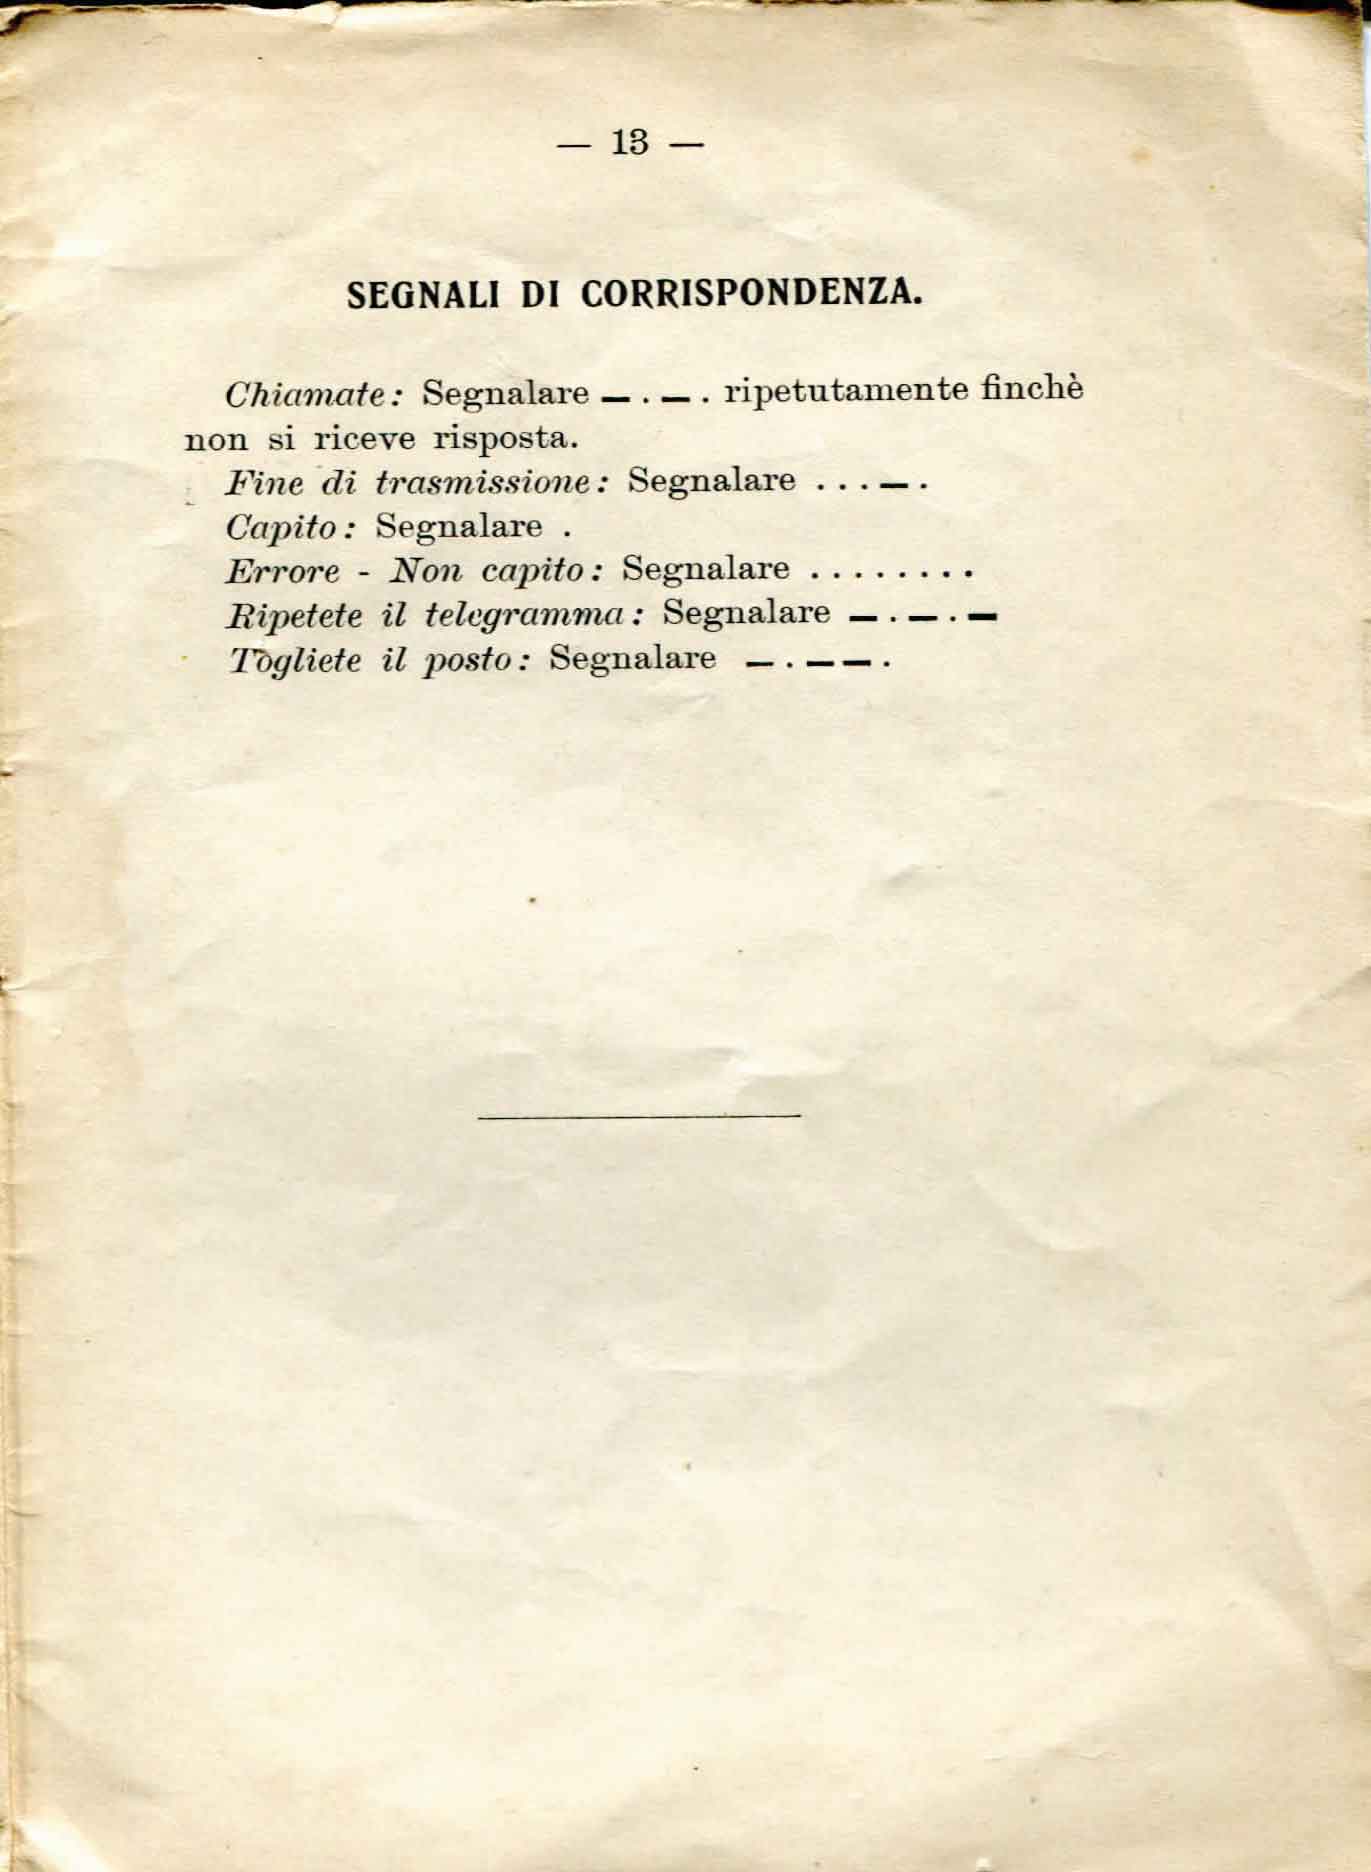 — 13 —
SEGNALI DI CORRISPONDENZA.
Chiamate: Segnalare — . — . ripetutamente finchè
non si riceve risposta.
Fine di trasmissione: Segnalare . . . — .
Capito: Segnalare .
Errore - Non capito: Segnalare . . . . . . . .
Ripetete il telegramma: Segnalare — . — . —
Togliete il posto: Segnalare — . — — .